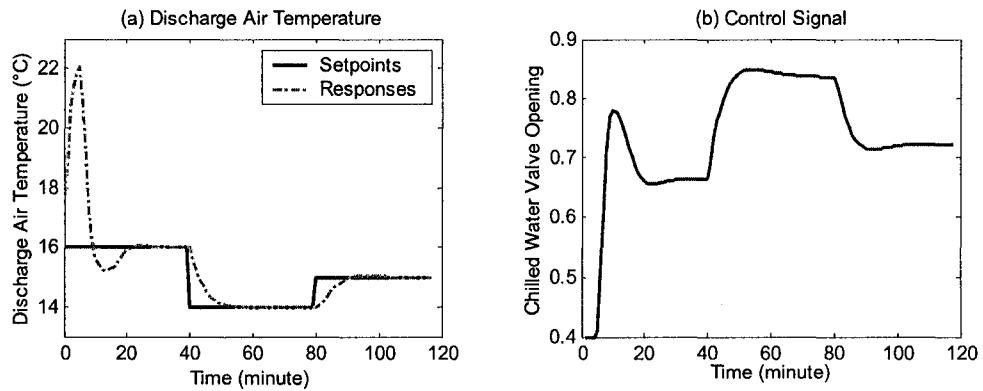 (a) Discharge Air Temperature
Discharge Air Temperature (°C)
22
20
18
16
14
Setpoints
Responses
0 20 40 60 80 100 120
Time (minute)
(b) Control Signal
Chilled Water Valve Opening
0.9
0.8
0.7
0.6
0.5
0.4
0 20 40 60 80 100 120
Time (minute)